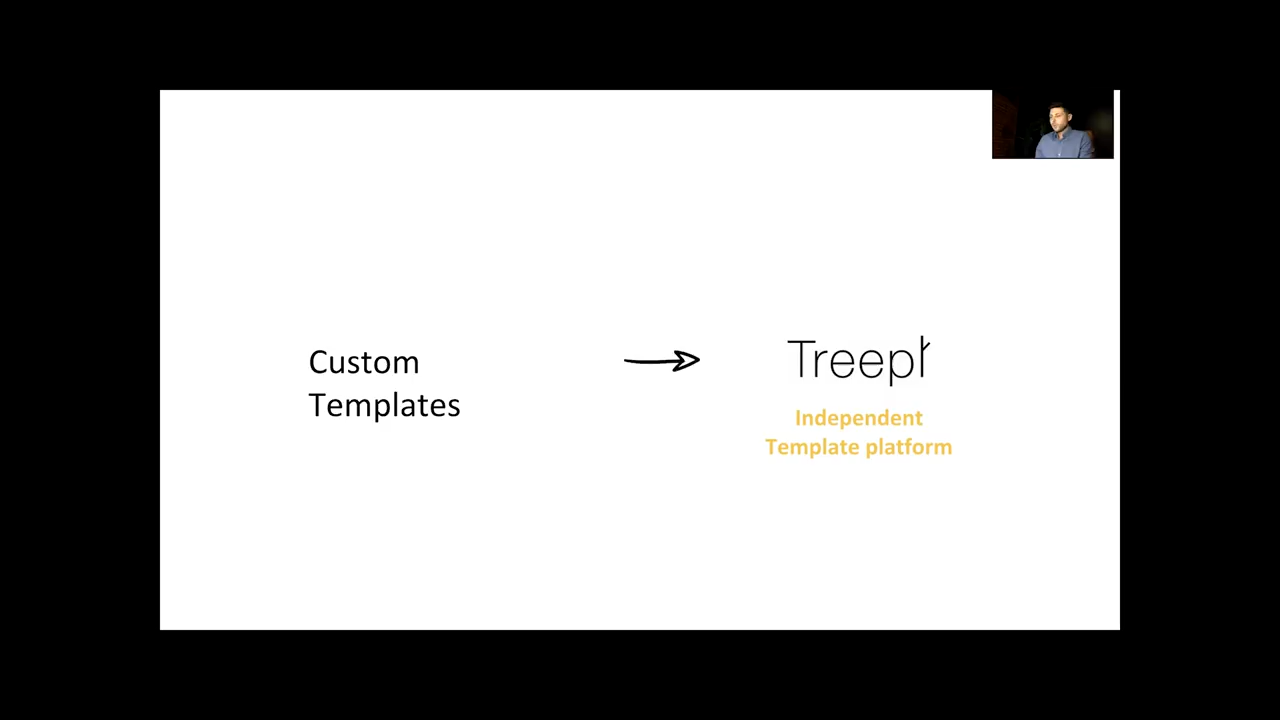 Custom
Templates
Treepl
Independent
Template platform